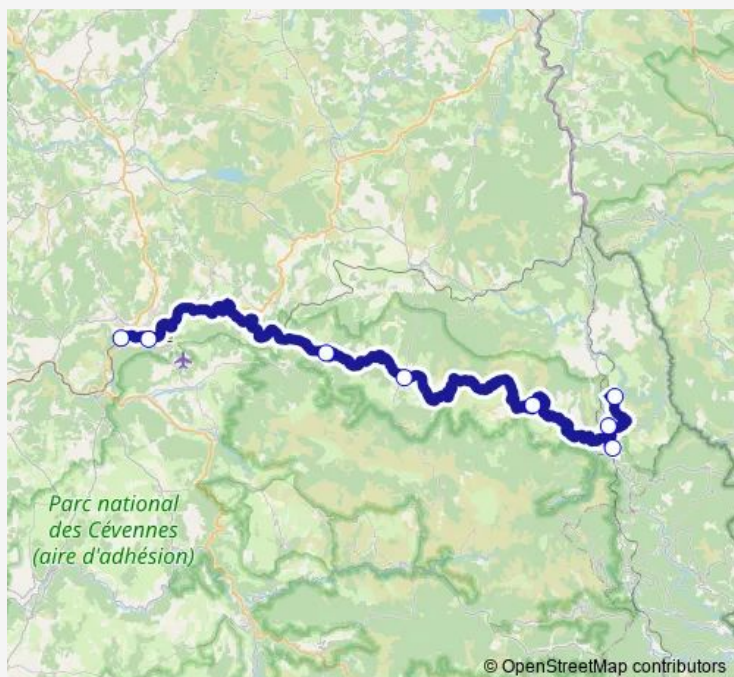 Parc national
des Cévennes
(aire d'adhésion)
© OpenStreetMap contributors